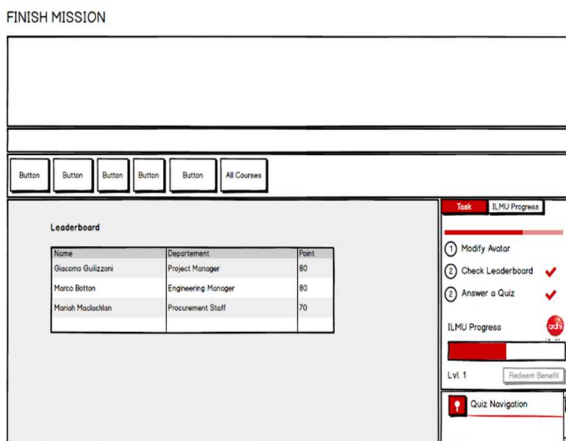 FINISH MISSION
Button Button Button Button Button All Courses
Task ILMU Progress
Leaderboard
Name Departement Point
Giacomo Guilizzoni Project Manager 80
Marco Botton Engineering Manager 80
Mariah Maclachlan Procurement Staff 70
1 Modify Avatar
2 Check Leaderboard
2 Answer a Quiz
ILMU Progress
adhi
Lvl. 1 Redeem Benefit
Quiz Navigation